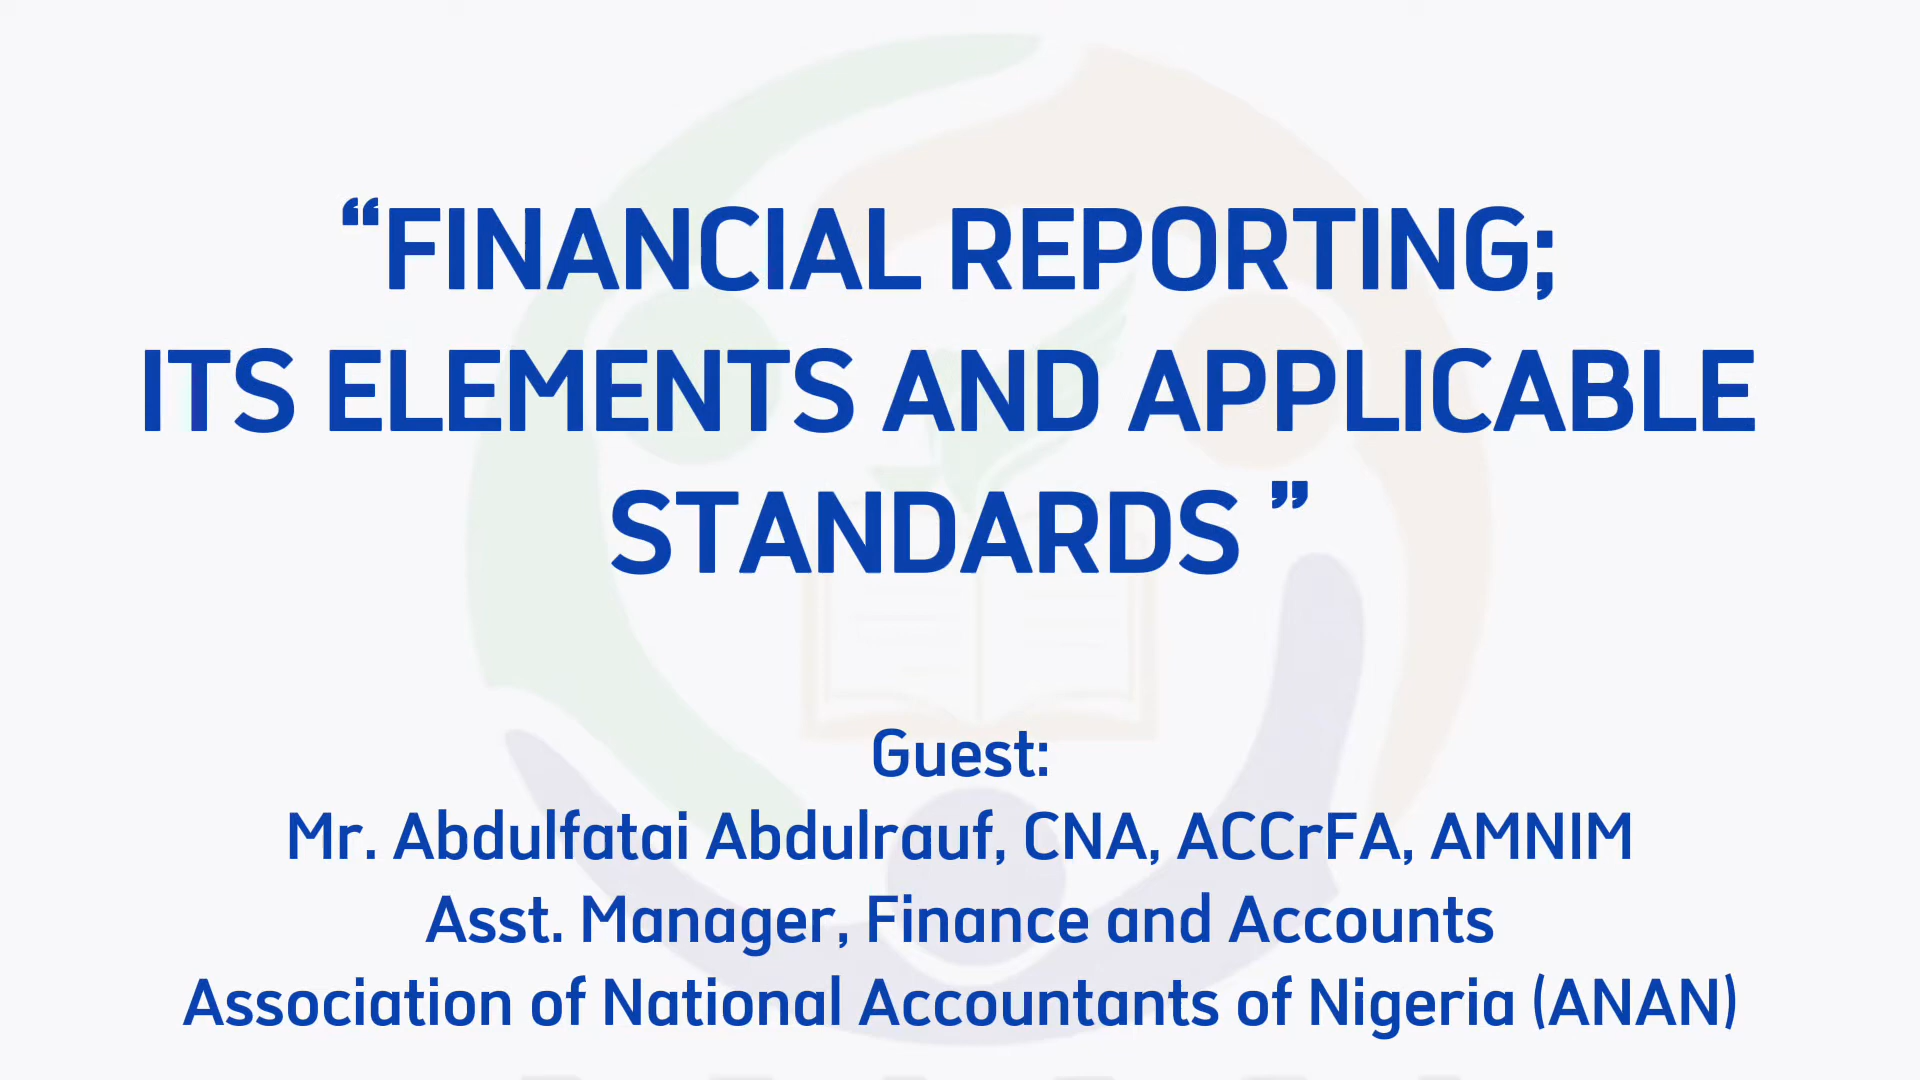 “FINANCIAL REPORTING;
ITS ELEMENTS AND APPLICABLE
STANDARDS ”
Guest:
Mr. Abdulfatai Abdulrauf, CNA, ACCrFA, AMNIM
Asst. Manager, Finance and Accounts
Association of National Accountants of Nigeria (ANAN)